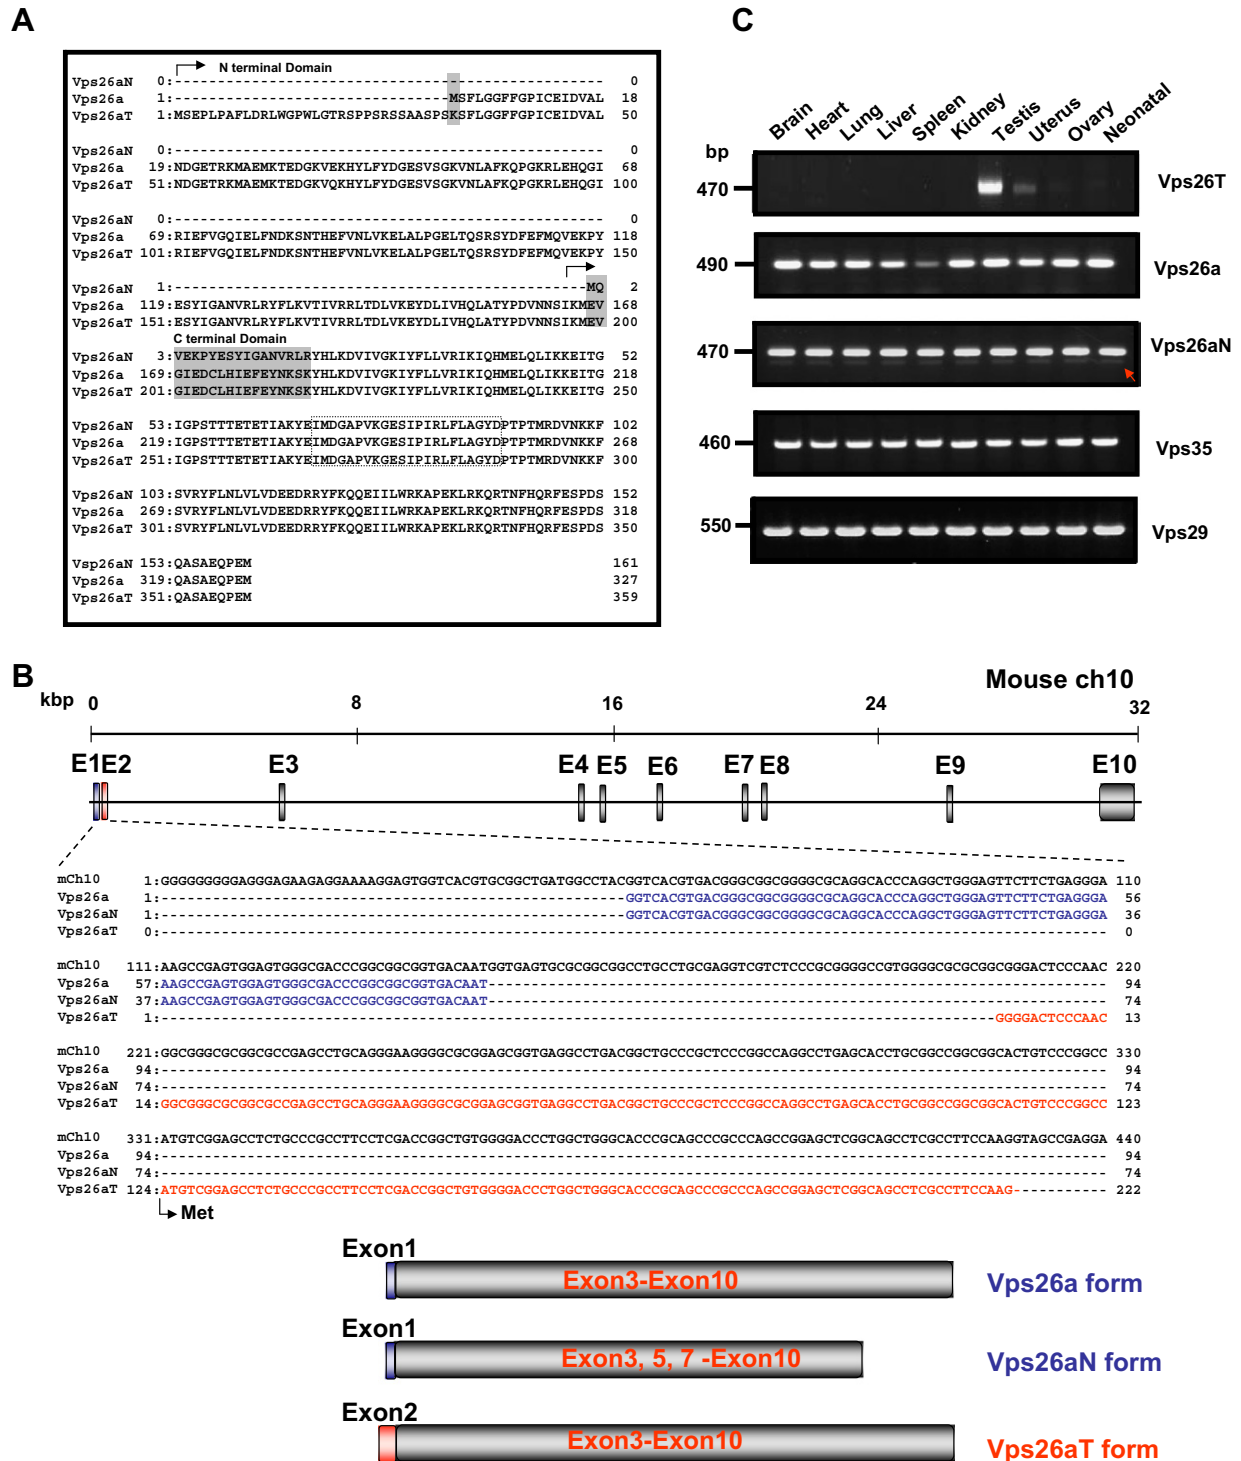 A
N terminal Domain
Vps26aN 0:-------------------------------------------------- 0
Vps26a 1:--------------------------------MSFLGGFFGPICEIDVAL 18
Vps26aT 1:MSEPLPAFLDRLWGPWLGTRSPPSRSSAASPSKSFLGGFFGPICEIDVAL 50
Vps26aN 0:-------------------------------------------------- 0
Vps26a 19:NDGETRKMAEMKTEDGKVEKHYLFYDGESVSGKVNLAFKQPGKRLEHQGI 68
Vps26aT 51:NDGETRKMAEMKTEDGKVQKHYLFYDGESVSGKVNLAFKQPGKRLEHQGI 100
Vps26aN 0:-------------------------------------------------- 0
Vps26a 69:RIEFVGQIELFNDKSNTHEFVNLVKELALPGELTQSRSYDFEFMQVEKPY 118
Vps26aT 101:RIEFVGQIELFNDKSNTHEFVNLVKELALPGELTQSRSYDFEFMQVEKPY 150
Vps26aN 1:------------------------------------------------MQ 2
Vps26a 119:ESYIGANVRLRYFLKVTIVRRLTDLVKEYDLIVHQLATYPDVNNSIKMEV 168
Vps26aT 151:ESYIGANVRLRYFLKVTIVRRLTDLVKEYDLIVHQLATYPDVNNSIKMEV 200
C terminal Domain
Vps26aN 3:VEKPYESYIGANVRLRYHLKDVIVGKIYFLLVRIKIQHMELQLIKKEITG 52
Vps26a 169:GIEDCLHIEFEYNKSKYHLKDVIVGKIYFLLVRIKIQHMELQLIKKEITG 218
Vps26aT 201:GIEDCLHIEFEYNKSKYHLKDVIVGKIYFLLVRIKIQHMELQLIKKEITG 250
Vps26aN 53:IGPSTTTETETIAKYEIMDGAPVKGESIPIRLFLAGYDPTPTMRDVNKKF 102
Vps26a 219:IGPSTTTETETIAKYEIMDGAPVKGESIPIRLFLAGYDPTPTMRDVNKKF 268
Vps26aT 251:IGPSTTTETETIAKYEIMDGAPVKGESIPIRLFLAGYDPTPTMRDVNKKF 300
Vps26aN 103:SVRYFLNLVLVDEEDRRYFKQQEIILWRKAPEKLRKQRTNFHQRFESPDS 152
Vps26a 269:SVRYFLNLVLVDEEDRRYFKQQEIILWRKAPEKLRKQRTNFHQRFESPDS 318
Vps26aT 301:SVRYFLNLVLVDEEDRRYFKQQEIILWRKAPEKLRKQRTNFHQRFESPDS 350
Vsp26aN 153:QASAEQPEM 161
Vps26a 319:QASAEQPEM 327
Vps26aT 351:QASAEQPEM 359
C
Brain Heart Lung Liver Spleen Kidney Testis Uterus Ovary Neonatal
bp
470 Vps26T
490 Vps26a
470 Vps26aN
460 Vps35
550 Vps29
B
Mouse ch10
kbp 0 8 16 24 32
E1 E2 E3 E4 E5 E6 E7 E8 E9 E10
mCh10 1:GGGGGGGGGAGGGAGAAGAGGAAAAGGAGTGGTCACGTGCGGCTGATGGCCTACGGTCACGTGACGGGCGGCGGGGCGCAGGCACCCAGGCTGGGAGTTCTTCTGAGGGA 110
Vps26a 1:------------------------------------------------------GGTCACGTGACGGGCGGCGGGGCGCAGGCACCCAGGCTGGGAGTTCTTCTGAGGGA 56
Vps26aN 1:------------------------------------------------------GGTCACGTGACGGGCGGCGGGGCGCAGGCACCCAGGCTGGGAGTTCTTCTGAGGGA 36
Vps26aT 0:-------------------------------------------------------------------------------------------------------------- 0
mCh10 111:AAGCCGAGTGGAGTGGGCGACCCGGCGGCGGTGACAATGGTGAGTGCGCGGCGGCCTGCCTGCGAGGTCGTCTCCCGCGGGGCCGTGGGGCGCGCGGCGGGACTCCCAAC 220
Vps26a 57:AAGCCGAGTGGAGTGGGCGACCCGGCGGCGGTGACAAT------------------------------------------------------------------------ 94
Vps26aN 37:AAGCCGAGTGGAGTGGGCGACCCGGCGGCGGTGACAAT------------------------------------------------------------------------ 74
Vps26aT 1:-------------------------------------------------------------------------------------------------GGGGACTCCCAAC 13
mCh10 221:GGCGGGCGCGGCGCCGAGCCTGCAGGGAAGGGGCGCGGAGCGGTGAGGCCTGACGGCTGCCCGCTCCCGGCCAGGCCTGAGCACCTGCGGCCGGCGGCACTGTCCCGGCC 330
Vps26a 94:-------------------------------------------------------------------------------------------------------------- 94
Vps26aN 74:-------------------------------------------------------------------------------------------------------------- 74
Vps26aT 14:GGCGGGCGCGGCGCCGAGCCTGCAGGGAAGGGGCGCGGAGCGGTGAGGCCTGACGGCTGCCCGCTCCCGGCCAGGCCTGAGCACCTGCGGCCGGCGGCACTGTCCCGGCC 123
mCh10 331:ATGTCGGAGCCTCTGCCCGCCTTCCTCGACCGGCTGTGGGGACCCTGGCTGGGCACCCGCAGCCCGCCCAGCCGGAGCTCGGCAGCCTCGCCTTCCAAGGTAGCCGAGGA 440
Vps26a 94:-------------------------------------------------------------------------------------------------------------- 94
Vps26aN 74:-------------------------------------------------------------------------------------------------------------- 74
Vps26aT 124:ATGTCGGAGCCTCTGCCCGCCTTCCTCGACCGGCTGTGGGGACCCTGGCTGGGCACCCGCAGCCCGCCCAGCCGGAGCTCGGCAGCCTCGCCTTCCAAG----------- 222
Met
Exon1
Exon3-Exon10 Vps26a form
Exon1
Exon3, 5, 7 -Exon10 Vps26aN form
Exon2
Exon3-Exon10 Vps26aT form